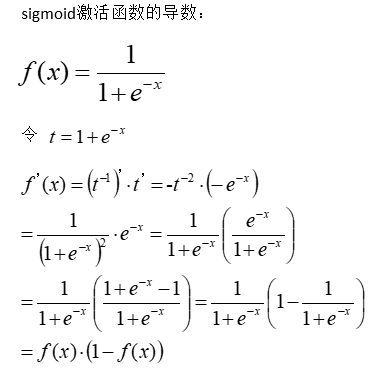 sigmoid激活函数的导数：
f(x) = \frac{1}{1+e^{-x}}
令 t = 1+e^{-x}
f'(x) = (t^{-1})' \cdot t' = -t^{-2} \cdot (-e^{-x})
= \frac{1}{(1+e^{-x})^2} \cdot e^{-x} = \frac{1}{1+e^{-x}} \left( \frac{e^{-x}}{1+e^{-x}} \right)
= \frac{1}{1+e^{-x}} \left( \frac{1+e^{-x}-1}{1+e^{-x}} \right) = \frac{1}{1+e^{-x}} \left( 1 - \frac{1}{1+e^{-x}} \right)
= f(x) \cdot (1 - f(x))